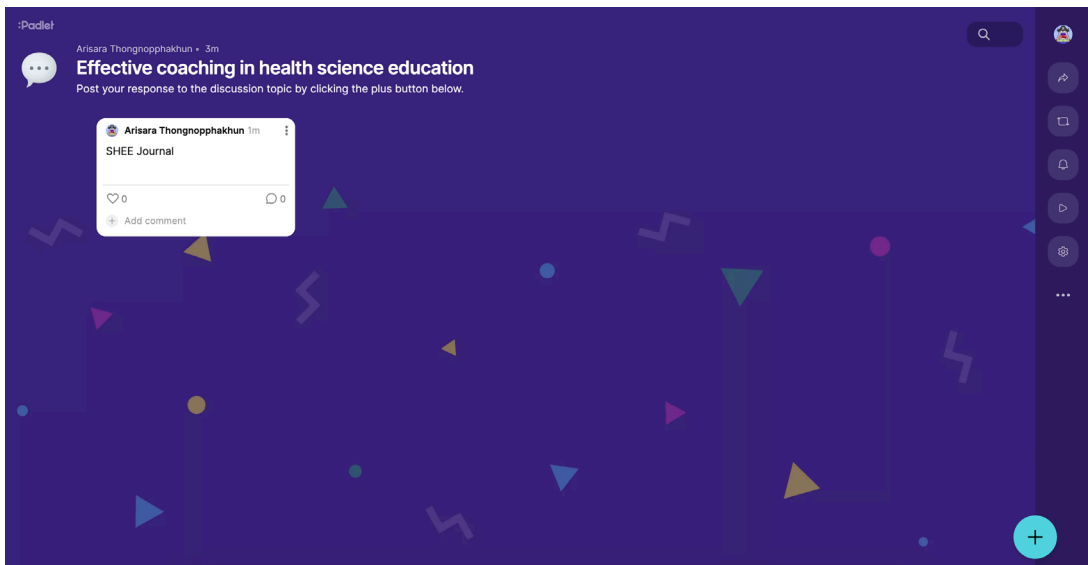 :Padlet
Arisara Thongnopphakhun • 3m
Effective coaching in health science education
Post your response to the discussion topic by clicking the plus button below.
Arisara Thongnopphakhun 1m
SHEE Journal
0
0
Add comment